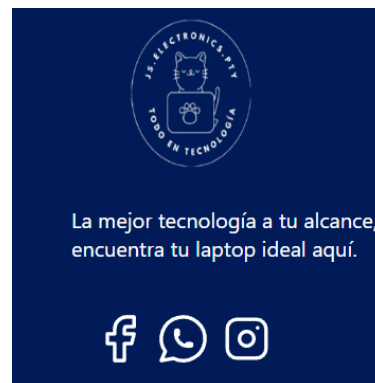 JS.ELECTRONICS.PTY
TODO EN TECNOLOGÍA
La mejor tecnología a tu alcance,
encuentra tu laptop ideal aquí.